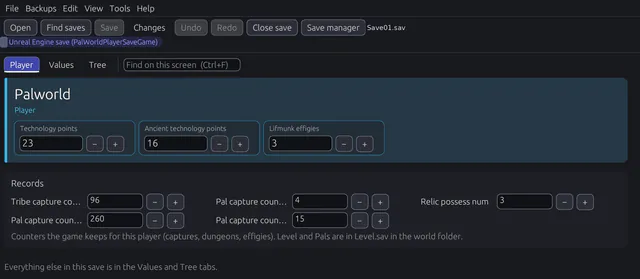 File Backups Edit View Tools Help
Open Find saves Save Changes Undo Redo Close save Save manager Save01.sav
Unreal Engine save (PalWorldPlayerSaveGame)
Player Values Tree Find on this screen (Ctrl+F)
Palworld
Player
Technology points Ancient technology points Lifmunk effigies
23 − + 16 − + 3 − +
Records
Tribe capture co... 96 − + Pal capture coun... 4 − + Relic possess num 3 − +
Pal capture coun... 260 − + Pal capture coun... 15 − +
Counters the game keeps for this player (captures, dungeons, effigies). Level and Pals are in Level.sav in the world folder.
Everything else in this save is in the Values and Tree tabs.